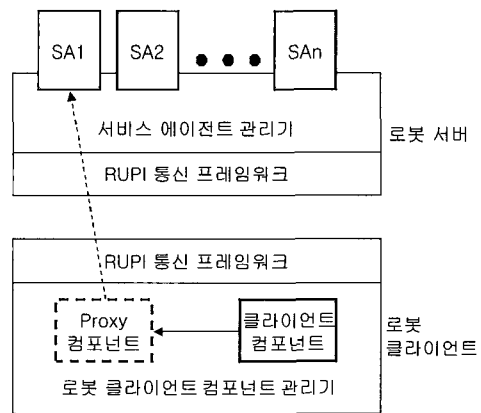 SA1 SA2 SAn
서비스 에이전트 관리기
로봇 서버
RUPI 통신 프레임워크
RUPI 통신 프레임워크
Proxy
컴포넌트
클라이언트
컴포넌트
로봇
클라이언트
로봇 클라이언트 컴포넌트 관리기